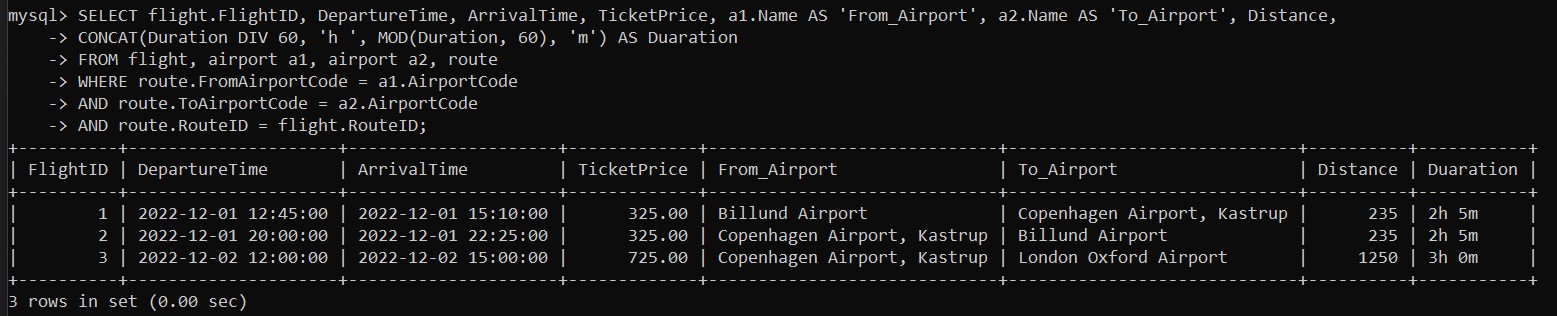 mysql> SELECT flight.FlightID, DepartureTime, ArrivalTime, TicketPrice, a1.Name AS 'From_Airport', a2.Name AS 'To_Airport', Distance,
    -> CONCAT(Duration DIV 60, 'h ', MOD(Duration, 60), 'm') AS Duaration
    -> FROM flight, airport a1, airport a2, route
    -> WHERE route.FromAirportCode = a1.AirportCode
    -> AND route.ToAirportCode = a2.AirportCode
    -> AND route.RouteID = flight.RouteID;
+----------+---------------------+---------------------+-------------+-----------------------------+-----------------------------+----------+-----------+
| FlightID | DepartureTime       | ArrivalTime         | TicketPrice | From_Airport                | To_Airport                  | Distance | Duaration |
+----------+---------------------+---------------------+-------------+-----------------------------+-----------------------------+----------+-----------+
|        1 | 2022-12-01 12:45:00 | 2022-12-01 15:10:00 |      325.00 | Billund Airport             | Copenhagen Airport, Kastrup |      235 | 2h 5m     |
|        2 | 2022-12-01 20:00:00 | 2022-12-01 22:25:00 |      325.00 | Copenhagen Airport, Kastrup | Billund Airport             |      235 | 2h 5m     |
|        3 | 2022-12-02 12:00:00 | 2022-12-02 15:00:00 |      725.00 | Copenhagen Airport, Kastrup | London Oxford Airport       |     1250 | 3h 0m     |
+----------+---------------------+---------------------+-------------+-----------------------------+-----------------------------+----------+-----------+
3 rows in set (0.00 sec)